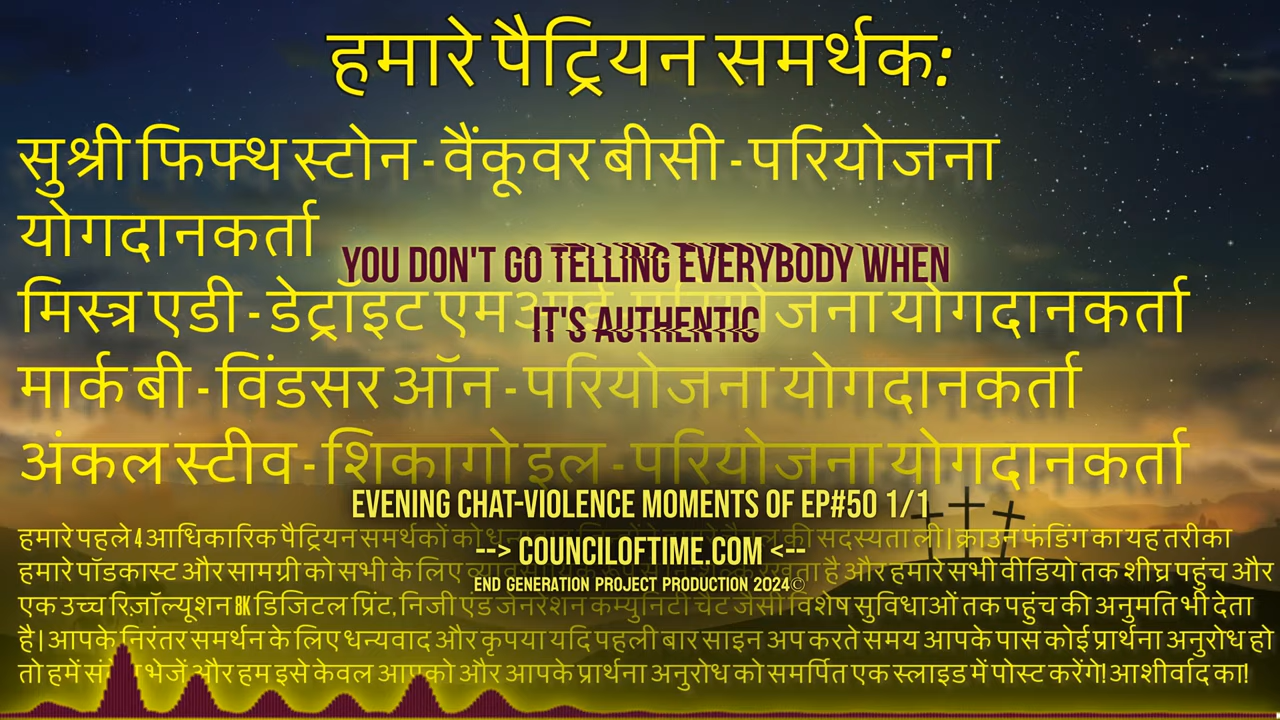 हमारे पैट्रियन समर्थक:
सुश्री फिफ्थ स्टोन - वैंकूवर बीसी - परियोजना
योगदानकर्ता
YOU DON'T GO TELLING EVERYBODY WHEN
IT'S AUTHENTIC
मिस्त्र एडी - डेट्रॉइट योगदानकर्ता
मार्क बी - विंडसर ऑन - परियोजना योगदानकर्ता
अंकल स्टीव - शिकागो इल - परियोजना योगदानकर्ता
EVENING CHAT-VIOLENCE MOMENTS OF EP#50 1/1
हमारे पहले 4 आधिकारिक पैट्रियन समर्थकों को की सदस्यता ली। क्राउन फंडिंग का यह तरीका
--> COUNCILOFTIME.COM <--
हमारे पॉडकास्ट और सामग्री को सभी के लिए है और हमारे सभी वीडियो तक शीघ्र पहुंच और
END GENERATION PROJECT PRODUCTION 2024©
एक उच्च रिज़ॉल्यूशन 8K डिजिटल प्रिंट, निजी एंड जनरेशन कम्युनिटी चैट जैसी विशेष सुविधाओं तक पहुंच की अनुमति भी देता
है। आपके निरंतर समर्थन के लिए धन्यवाद और कृपया यदि पहली बार साइन अप करते समय आपके पास कोई प्रार्थना अनुरोध हो
तो हमें भेजें और हम इसे केवल आपको और आपके प्रार्थना अनुरोध को समर्पित एक स्लाइड में पोस्ट करेंगे! आशीर्वाद का!